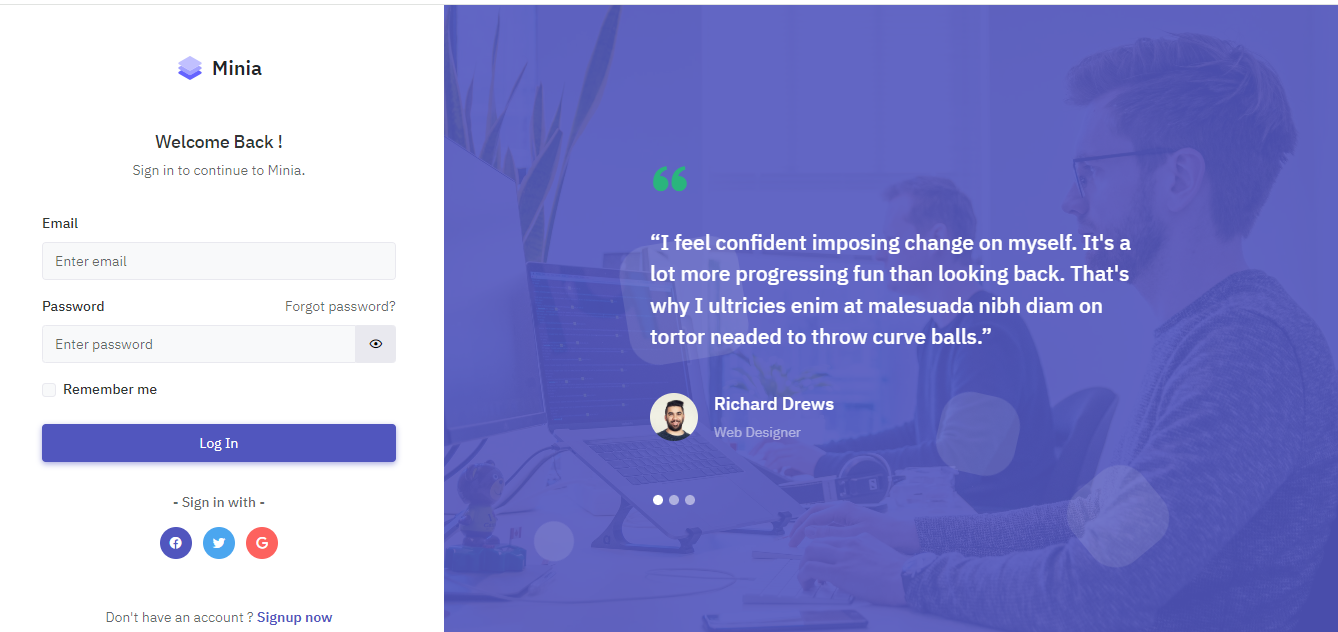 Minia
Welcome Back !
Sign in to continue to Minia.
Email
Enter email
Password Forgot password?
Enter password
Remember me
Log In
- Sign in with -
Don't have an account ? Signup now
“I feel confident imposing change on myself. It's a
lot more progressing fun than looking back. That's
why I ultricies enim at malesuada nibh diam on
tortor neaded to throw curve balls.”
Richard Drews
Web Designer